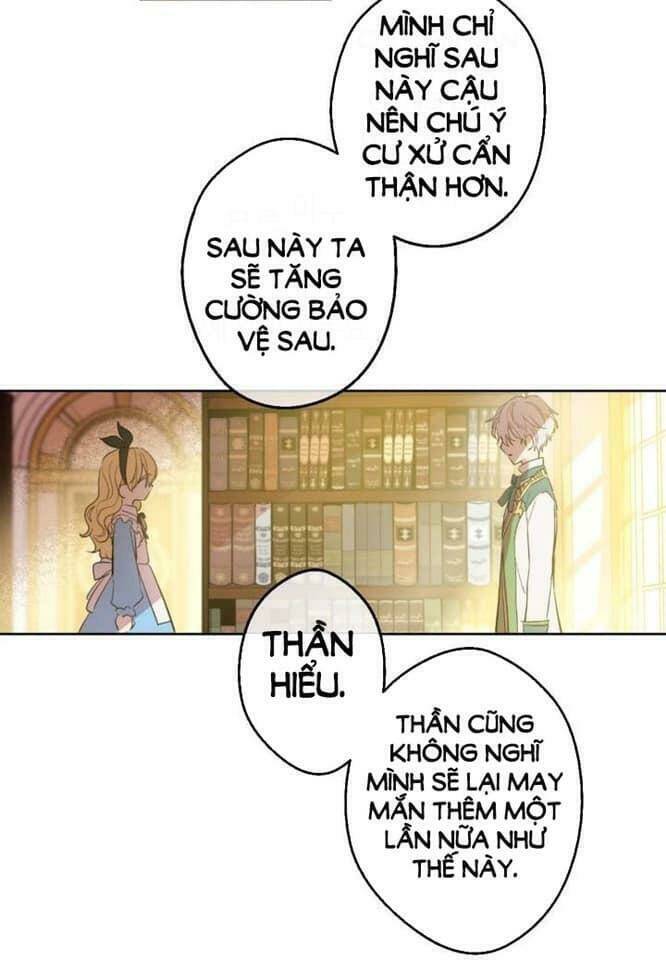 MÌNH CHỈ
NGHĨ SAU
NÀY CẬU
NÊN CHÚ Ý
CƯ XỬ CẨN
THẬN HƠN.
SAU NÀY TA
SẼ TĂNG
CƯỜNG BẢO
VỆ SAU.
THẦN
HIỂU.
THẦN CŨNG
KHÔNG NGHĨ
MÌNH SẼ LẠI MAY
MẮN THÊM MỘT
LẦN NỮA NHƯ
THẾ NÀY.